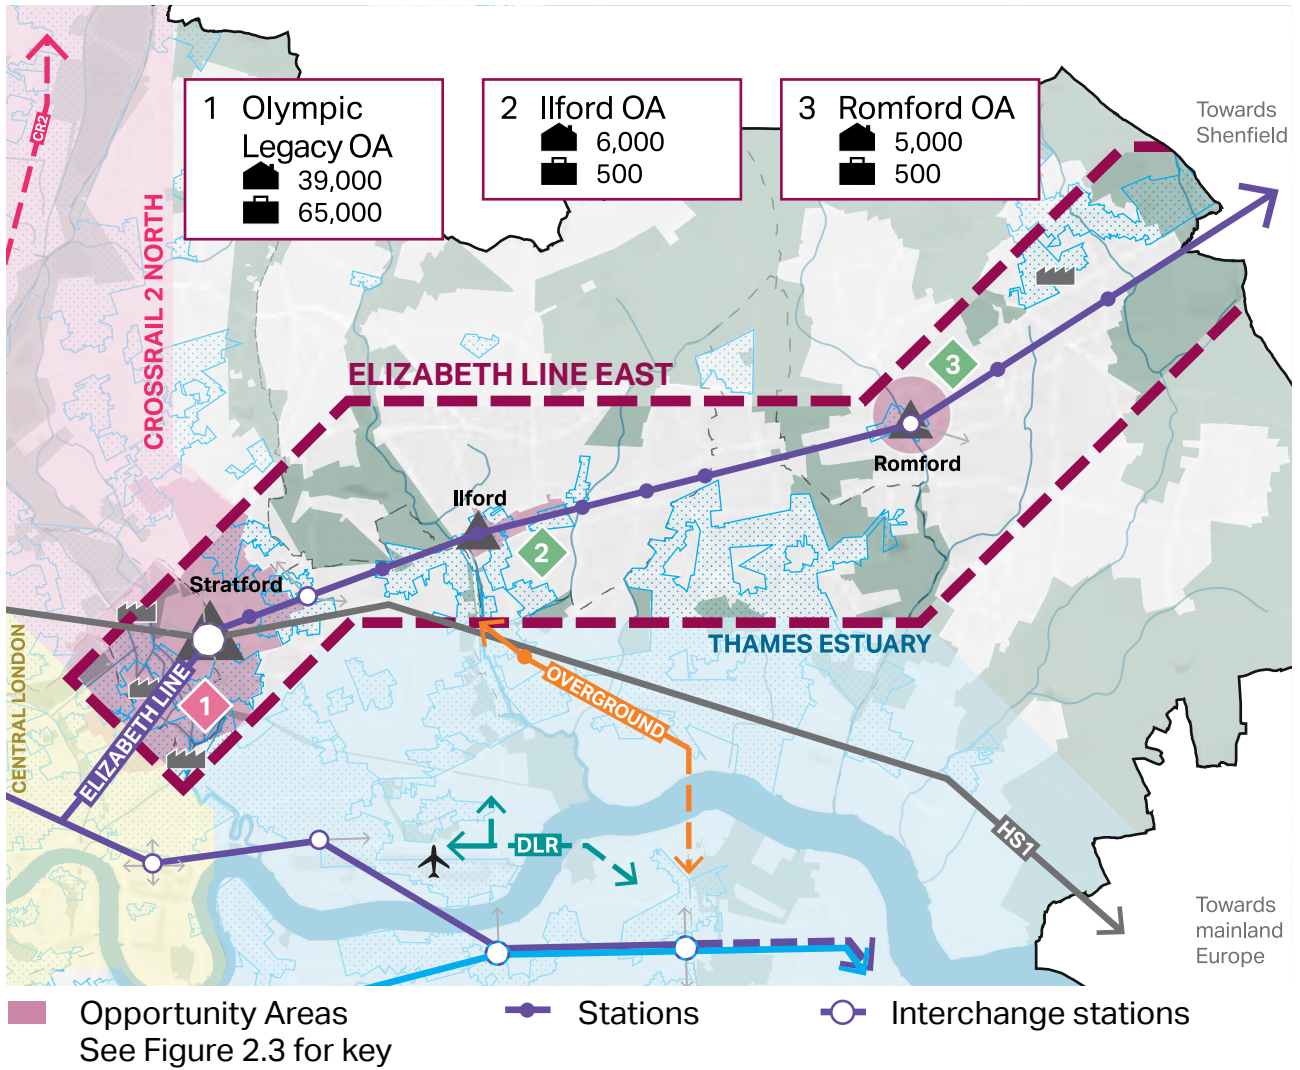 1 Olympic
Legacy OA
39,000
65,000
2 Ilford OA
6,000
500
3 Romford OA
5,000
500
Towards
Shenfield
CR2
CROSSRAIL 2 NORTH
ELIZABETH LINE EAST
3
Romford
Ilford
2
Stratford
THAMES ESTUARY
CENTRAL LONDON
ELIZABETH LINE
1
OVERGROUND
DLR
HS1
Towards
mainland
Europe
Opportunity Areas
See Figure 2.3 for key
Stations
Interchange stations